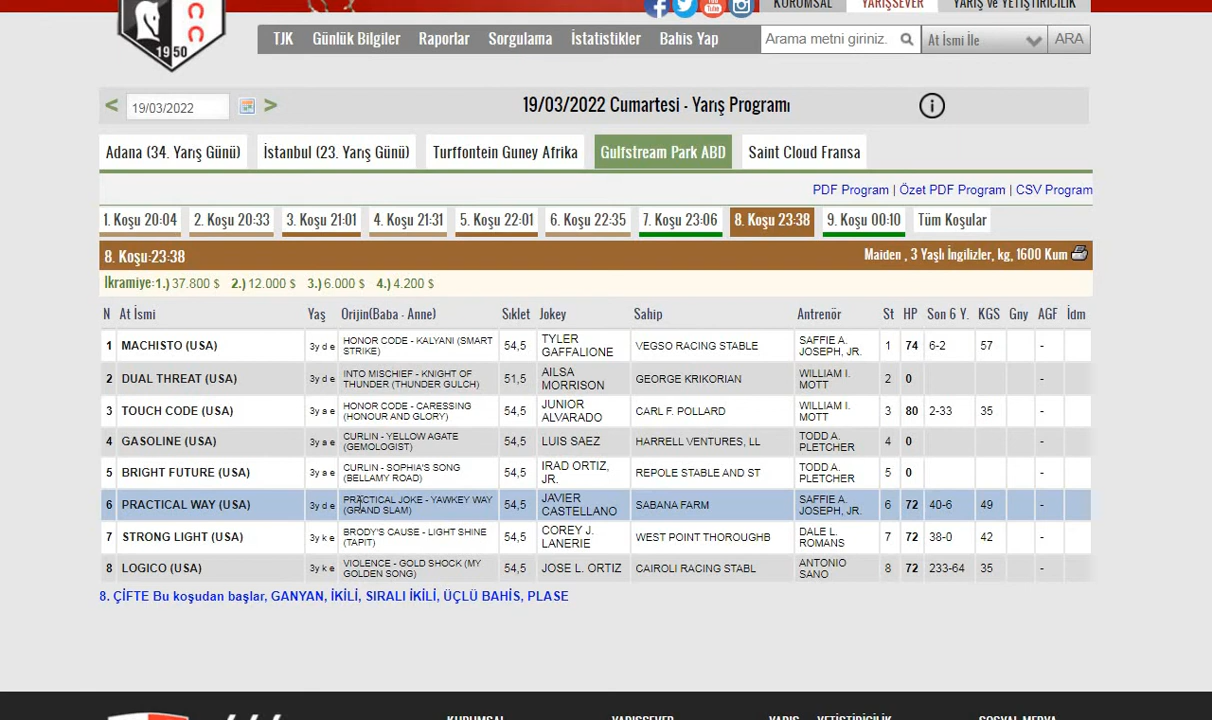 KURUMSAL YARIŞSEVER YARIŞ ve YETİŞTİRİCİLİK
1950
TJK Günlük Bilgiler Raporlar Sorgulama İstatistikler Bahis Yap Arama metni giriniz. At İsmi İle ARA
< 19/03/2022 > 19/03/2022 Cumartesi - Yarış Programı
Adana (34. Yarış Günü) İstanbul (23. Yarış Günü) Turffontein Guney Afrika Gulfstream Park ABD Saint Cloud Fransa
PDF Program | Özet PDF Program | CSV Program
1. Koşu 20:04 2. Koşu 20:33 3. Koşu 21:01 4. Koşu 21:31 5. Koşu 22:01 6. Koşu 22:35 7. Koşu 23:06 8. Koşu 23:38 9. Koşu 00:10 Tüm Koşular
8. Koşu:23:38 Maiden , 3 Yaşlı İngilizler, kg, 1600 Kum
İkramiye:1.) 37.800 $ 2.) 12.000 $ 3.) 6.000 $ 4.) 4.200 $
N At İsmi Yaş Orijin(Baba - Anne) Sıklet Jokey Sahip Antrenör St HP Son 6 Y. KGS Gny AGF İdm
1 MACHISTO (USA) 3y d e HONOR CODE - KALYANI (SMART STRIKE) 54,5 TYLER GAFFALIONE VEGSO RACING STABLE SAFFIE A. JOSEPH, JR. 1 74 6-2 57 -
2 DUAL THREAT (USA) 3y d e INTO MISCHIEF - KNIGHT OF THUNDER (THUNDER GULCH) 51,5 AILSA MORRISON GEORGE KRIKORIAN WILLIAM I. MOTT 2 0 -
3 TOUCH CODE (USA) 3y a e HONOR CODE - CARESSING (HONOUR AND GLORY) 54,5 JUNIOR ALVARADO CARL F. POLLARD WILLIAM I. MOTT 3 80 2-33 35 -
4 GASOLINE (USA) 3y a e CURLIN - YELLOW AGATE (GEMOLOGIST) 54,5 LUIS SAEZ HARRELL VENTURES, LL TODD A. PLETCHER 4 0 -
5 BRIGHT FUTURE (USA) 3y a e CURLIN - SOPHIA'S SONG (BELLAMY ROAD) 54,5 IRAD ORTIZ, JR. REPOLE STABLE AND ST TODD A. PLETCHER 5 0 -
6 PRACTICAL WAY (USA) 3y d e PRACTICAL JOKE - YAWKEY WAY (GRAND SLAM) 54,5 JAVIER CASTELLANO SABANA FARM SAFFIE A. JOSEPH, JR. 6 72 40-6 49 -
7 STRONG LIGHT (USA) 3y k e BRODY'S CAUSE - LIGHT SHINE (TAPIT) 54,5 COREY J. LANERIE WEST POINT THOROUGHB DALE L. ROMANS 7 72 38-0 42 -
8 LOGICO (USA) 3y k e VIOLENCE - GOLD SHOCK (MY GOLDEN SONG) 54,5 JOSE L. ORTIZ CAIROLI RACING STABL ANTONIO SANO 8 72 233-64 35 -
8. ÇİFTE Bu koşudan başlar, GANYAN, İKİLİ, SIRALI İKİLİ, ÜÇLÜ BAHİS, PLASE
KURUMSAL YARIŞSEVER YARIŞ YETİŞTİRİCİLİK SOSYAL MEDYA